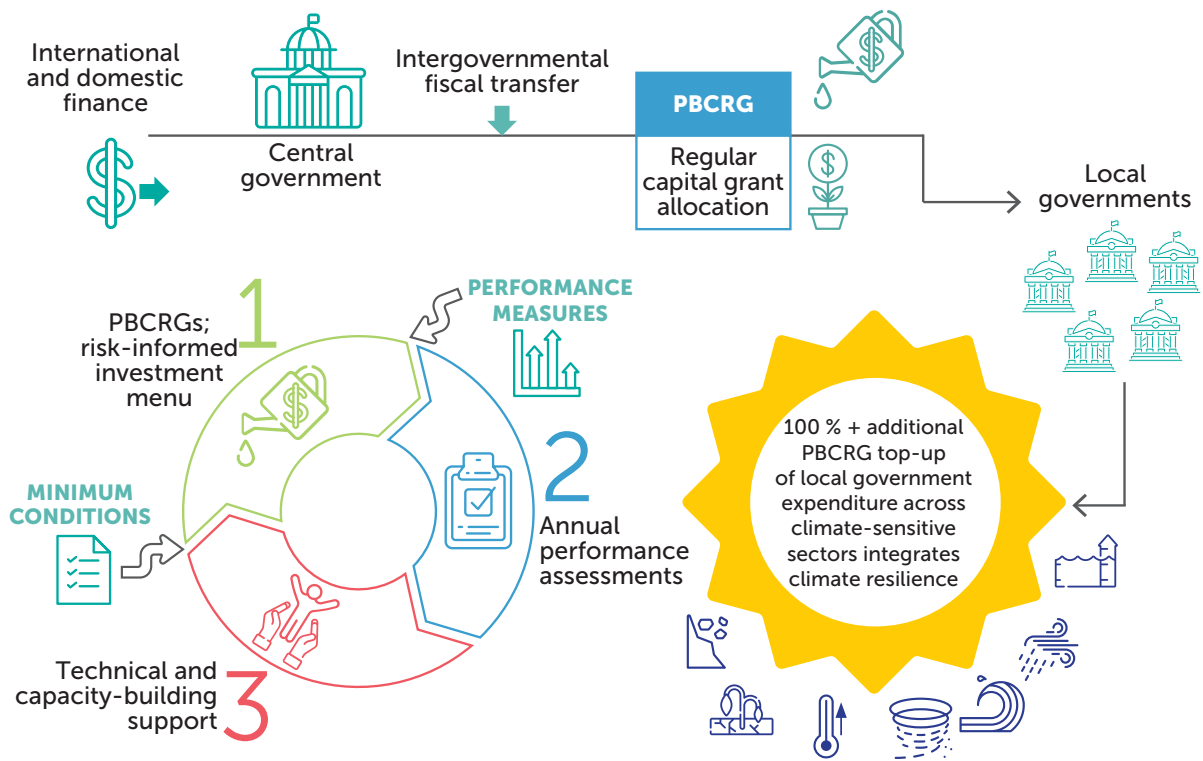 International
and domestic
finance
Central
government
Intergovernmental
fiscal transfer
PBCRG
Regular
capital grant
allocation
Local
governments
1
PBCRGs;
risk-informed
investment
menu
PERFORMANCE
MEASURES
2
Annual
performance
assessments
MINIMUM
CONDITIONS
3
Technical and
capacity-building
support
100 % + additional
PBCRG top-up
of local government
expenditure across
climate-sensitive
sectors integrates
climate resilience